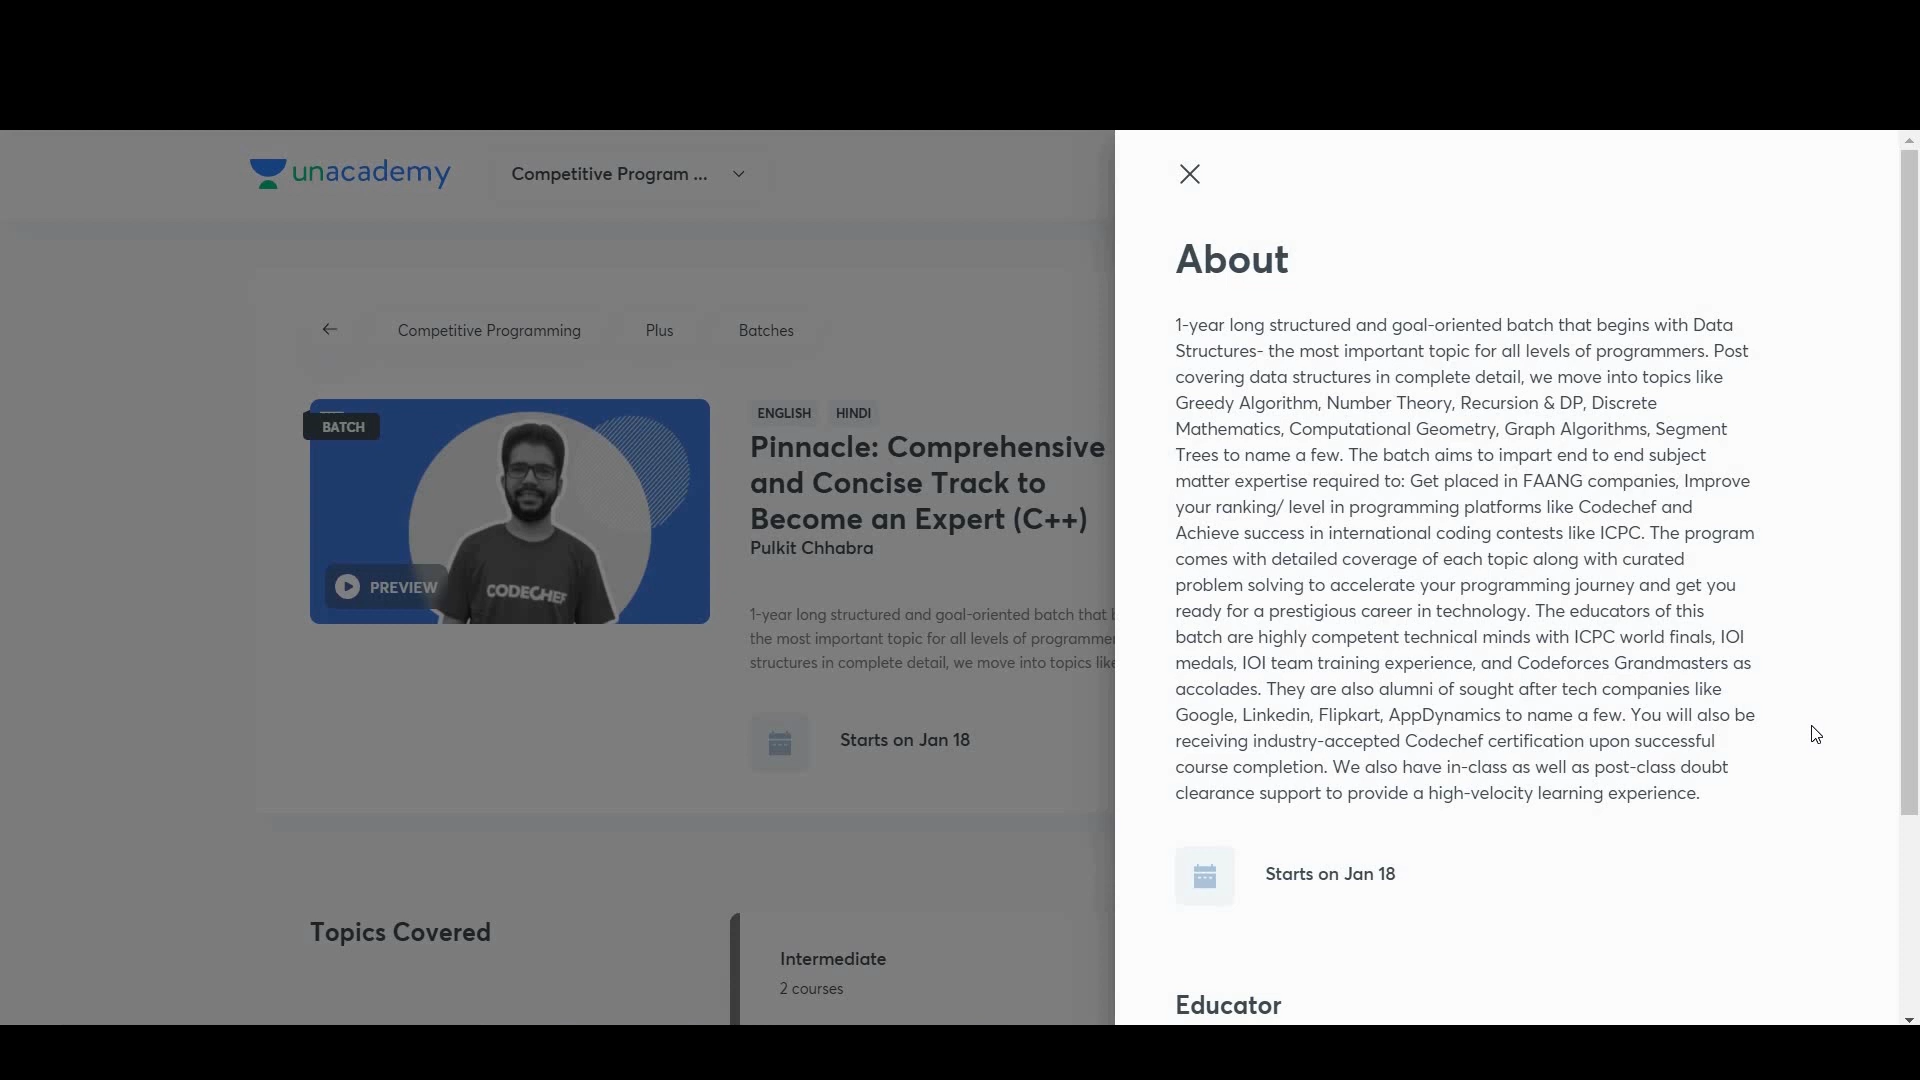 unacademy
Competitive Program ...
Competitive Programming
Plus
Batches
BATCH
CODECHEF
PREVIEW
ENGLISH
HINDI
Pinnacle: Comprehensive
and Concise Track to
Become an Expert (C++)
Pulkit Chhabra
1-year long structured and goal-oriented batch that
the most important topic for all levels of programme
structures in complete detail, we move into topics like
Starts on Jan 18
Topics Covered
Intermediate
2 courses
About
1-year long structured and goal-oriented batch that begins with Data
Structures- the most important topic for all levels of programmers. Post
covering data structures in complete detail, we move into topics like
Greedy Algorithm, Number Theory, Recursion & DP, Discrete
Mathematics, Computational Geometry, Graph Algorithms, Segment
Trees to name a few. The batch aims to impart end to end subject
matter expertise required to: Get placed in FAANG companies, Improve
your ranking/ level in programming platforms like Codechef and
Achieve success in international coding contests like ICPC. The program
comes with detailed coverage of each topic along with curated
problem solving to accelerate your programming journey and get you
ready for a prestigious career in technology. The educators of this
batch are highly competent technical minds with ICPC world finals, IOI
medals, IOI team training experience, and Codeforces Grandmasters as
accolades. They are also alumni of sought after tech companies like
Google, Linkedin, Flipkart, AppDynamics to name a few. You will also be
receiving industry-accepted Codechef certification upon successful
course completion. We also have in-class as well as post-class doubt
clearance support to provide a high-velocity learning experience.
Starts on Jan 18
Educator